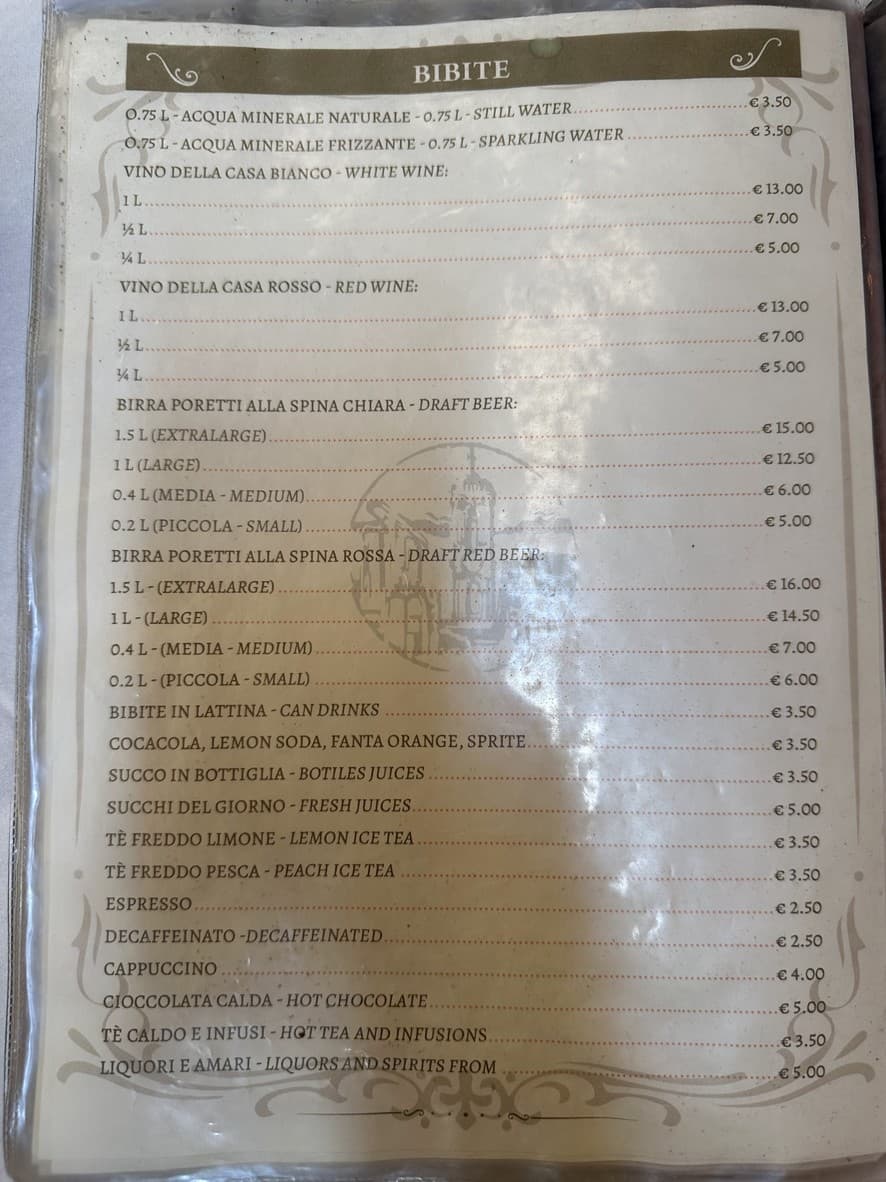 BIBITE
0.75 L - ACQUA MINERALE NATURALE - 0.75 L - STILL WATER € 3.50
0.75 L - ACQUA MINERALE FRIZZANTE - 0.75 L - SPARKLING WATER € 3.50
VINO DELLA CASA BIANCO - WHITE WINE:
1 L € 13.00
½ L € 7.00
¼ L € 5.00
VINO DELLA CASA ROSSO - RED WINE:
1 L € 13.00
½ L € 7.00
¼ L € 5.00
BIRRA PORETTI ALLA SPINA CHIARA - DRAFT BEER:
1.5 L (EXTRALARGE) € 15.00
1 L (LARGE) € 12.50
0.4 L (MEDIA - MEDIUM) € 6.00
0.2 L (PICCOLA - SMALL) € 5.00
BIRRA PORETTI ALLA SPINA ROSSA - DRAFT RED BEER:
1.5 L - (EXTRALARGE) € 16.00
1 L - (LARGE) € 14.50
0.4 L - (MEDIA - MEDIUM) € 7.00
0.2 L - (PICCOLA - SMALL) € 6.00
BIBITE IN LATTINA - CAN DRINKS € 3.50
COCACOLA, LEMON SODA, FANTA ORANGE, SPRITE € 3.50
SUCCO IN BOTTIGLIA - BOTILES JUICES € 3.50
SUCCHI DEL GIORNO - FRESH JUICES € 5.00
TÈ FREDDO LIMONE - LEMON ICE TEA € 3.50
TÈ FREDDO PESCA - PEACH ICE TEA € 3.50
ESPRESSO € 2.50
DECAFFEINATO -DECAFFEINATED € 2.50
CAPPUCCINO € 4.00
CIOCCOLATA CALDA - HOT CHOCOLATE € 5.00
TÈ CALDO E INFUSI - HOT TEA AND INFUSIONS € 3.50
LIQUORI E AMARI - LIQUORS AND SPIRITS FROM € 5.00